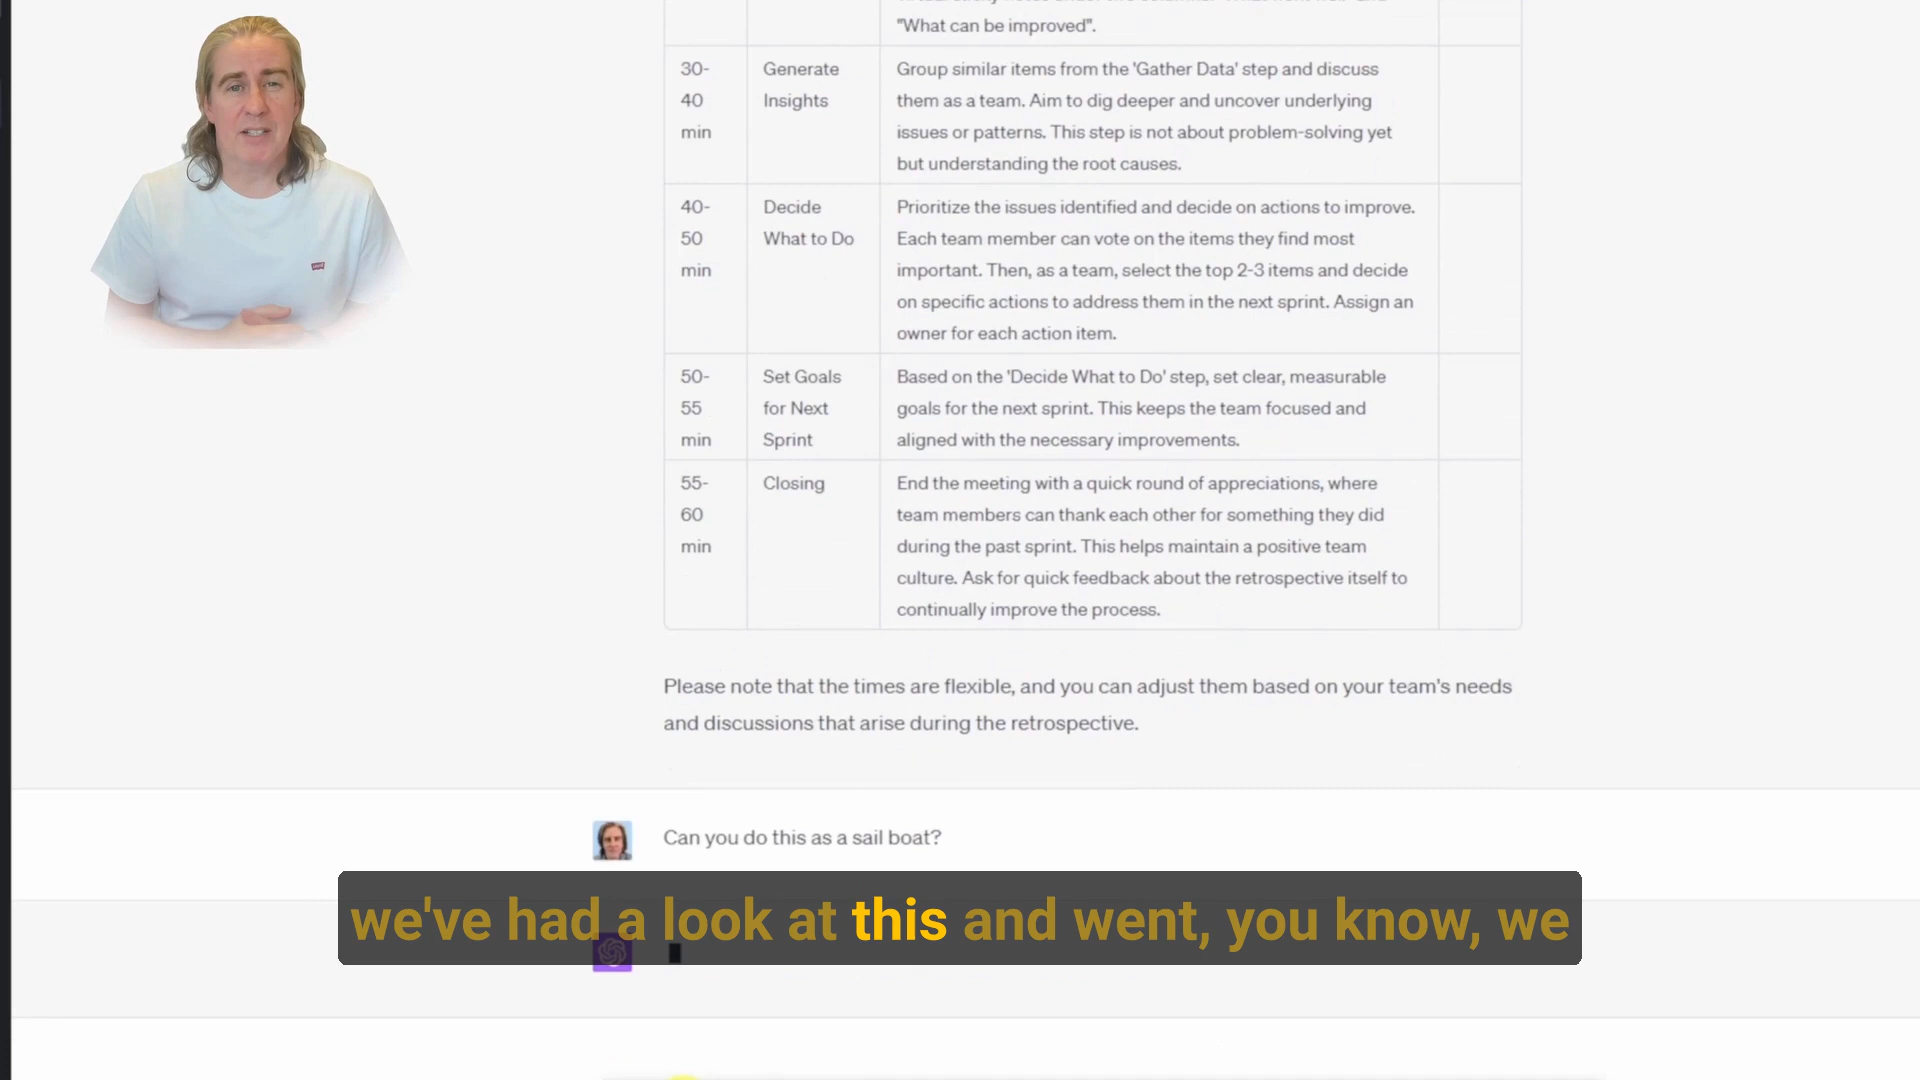 "What can be improved".
30-
40
min
Generate
Insights
Group similar items from the 'Gather Data' step and discuss
them as a team. Aim to dig deeper and uncover underlying
issues or patterns. This step is not about problem-solving yet
but understanding the root causes.
40-
50
min
Decide
What to Do
Prioritize the issues identified and decide on actions to improve.
Each team member can vote on the items they find most
important. Then, as a team, select the top 2-3 items and decide
on specific actions to address them in the next sprint. Assign an
owner for each action item.
50-
55
min
Set Goals
for Next
Sprint
Based on the 'Decide What to Do' step, set clear, measurable
goals for the next sprint. This keeps the team focused and
aligned with the necessary improvements.
55-
60
min
Closing
End the meeting with a quick round of appreciations, where
team members can thank each other for something they did
during the past sprint. This helps maintain a positive team
culture. Ask for quick feedback about the retrospective itself to
continually improve the process.
Please note that the times are flexible, and you can adjust them based on your team's needs
and discussions that arise during the retrospective.
Can you do this as a sail boat?
we've had a look at this and went, you know, we